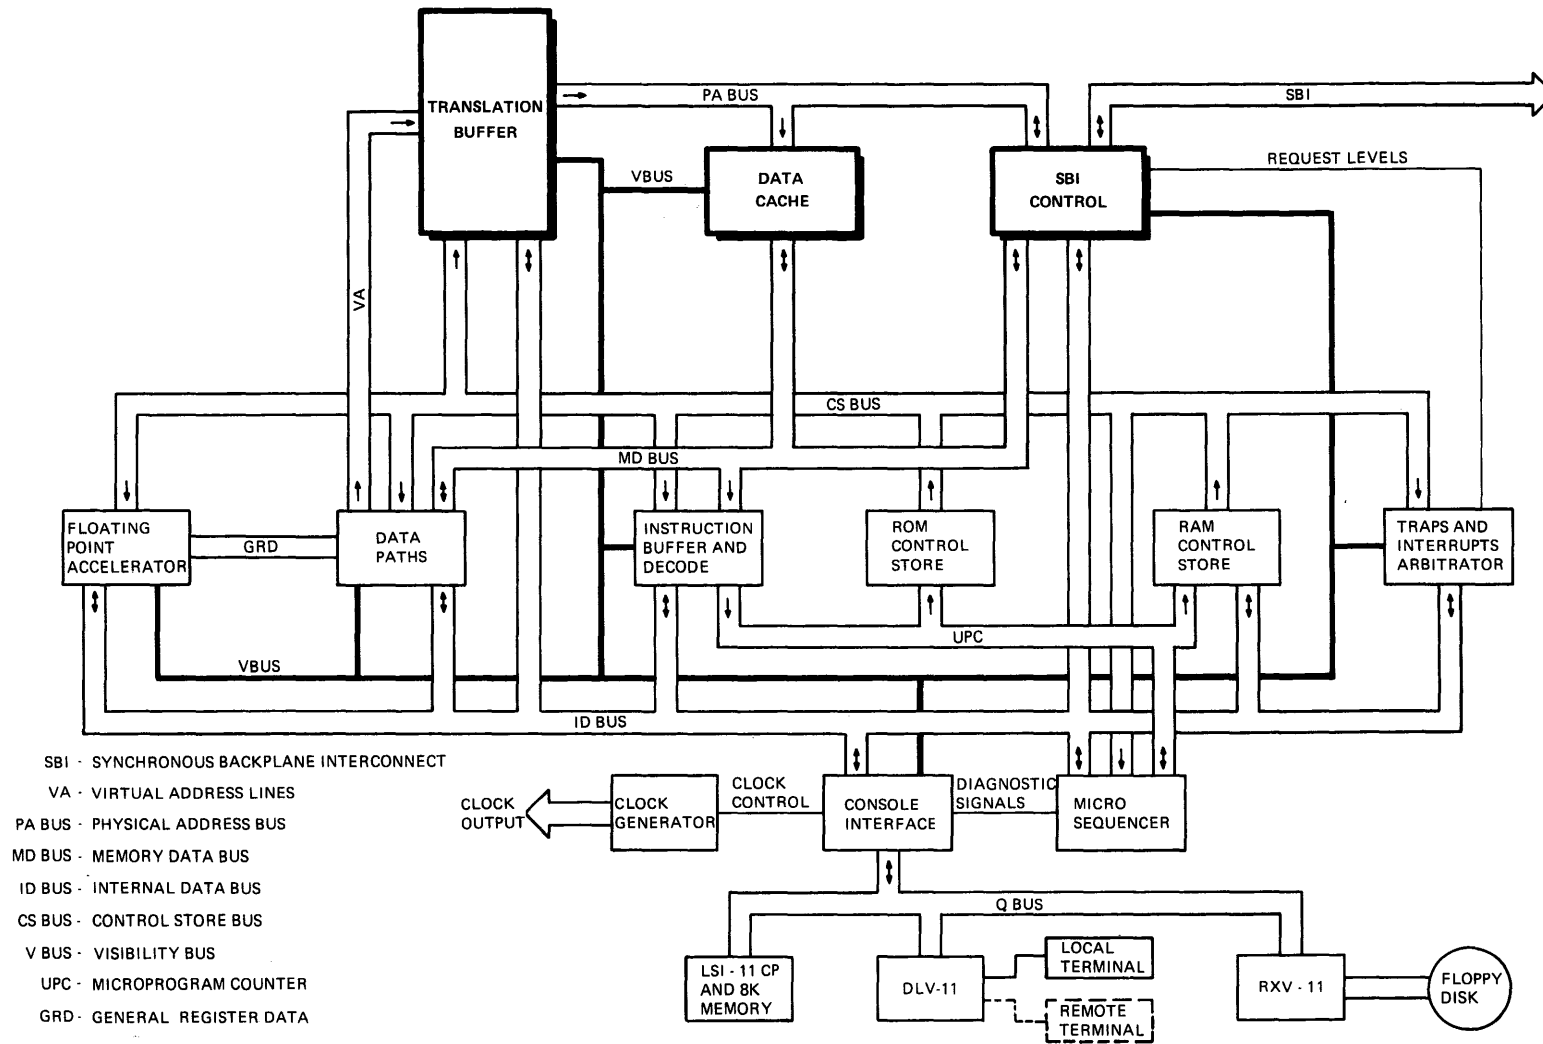 TRANSLATION
BUFFER
PA BUS
SBI
VBUS
DATA
CACHE
SBI
CONTROL
REQUEST LEVELS
VA
CS BUS
MD BUS
FLOATING
POINT
ACCELERATOR
GRD
DATA
PATHS
INSTRUCTION
BUFFER AND
DECODE
ROM
CONTROL
STORE
RAM
CONTROL
STORE
TRAPS AND
INTERRUPTS
ARBITRATOR
UPC
VBUS
ID BUS
SBI - SYNCHRONOUS BACKPLANE INTERCONNECT
VA - VIRTUAL ADDRESS LINES
PA BUS - PHYSICAL ADDRESS BUS
MD BUS - MEMORY DATA BUS
ID BUS - INTERNAL DATA BUS
CS BUS - CONTROL STORE BUS
V BUS - VISIBILITY BUS
UPC - MICROPROGRAM COUNTER
GRD - GENERAL REGISTER DATA
CLOCK
OUTPUT
CLOCK
GENERATOR
CLOCK
CONTROL
CONSOLE
INTERFACE
DIAGNOSTIC
SIGNALS
MICRO
SEQUENCER
Q BUS
LSI - 11 CP
AND 8K
MEMORY
DLV-11
LOCAL
TERMINAL
REMOTE
TERMINAL
RXV - 11
FLOPPY
DISK